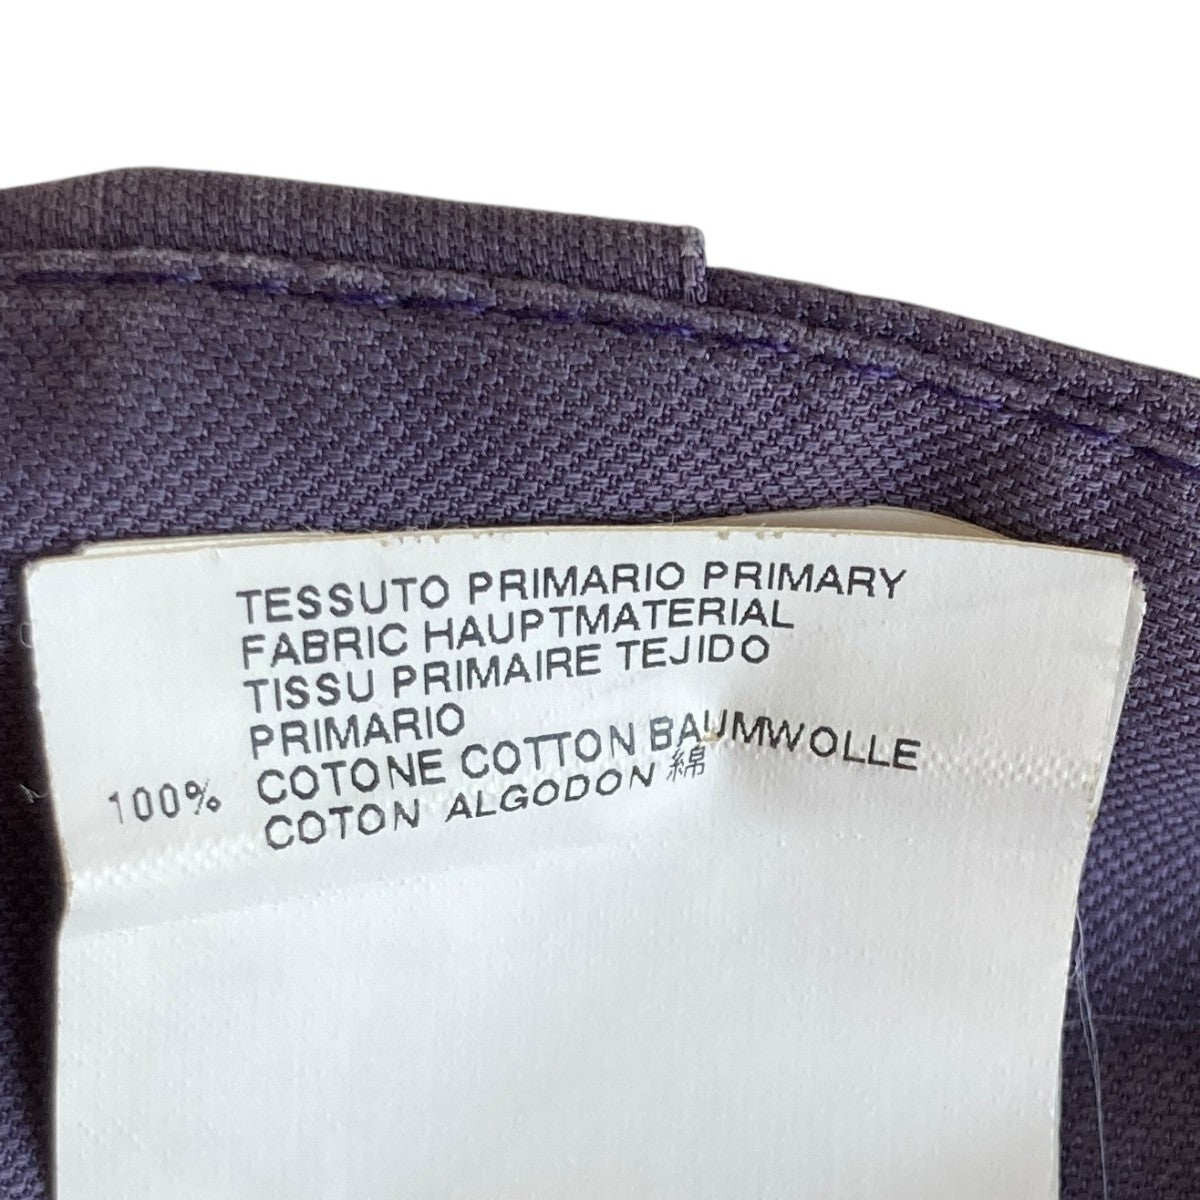 TESSUTO PRIMARIO PRIMARY
FABRIC HAUPTMATERIAL
TISSU PRIMAIRE TEJIDO
PRIMARIO
100% COTONE COTTON BAUMWOLLE
COTON ALGODON 綿